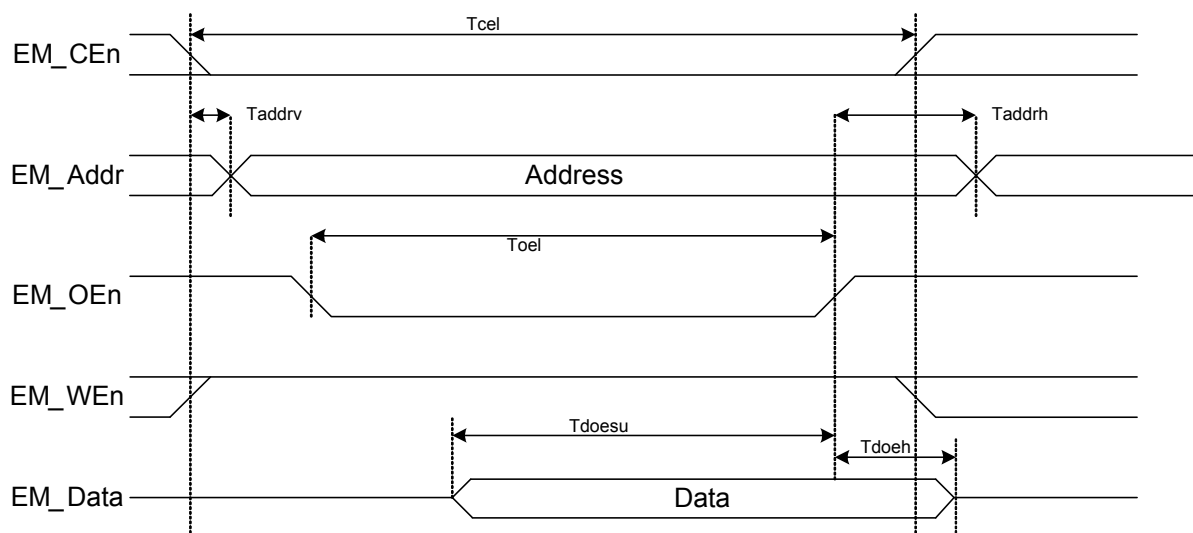 Tcel
EM_CEn
Taddrv
Taddrh
EM_Addr
Address
Toel
EM_OEn
EM_WEn
Tdoesu
Tdoeh
EM_Data
Data